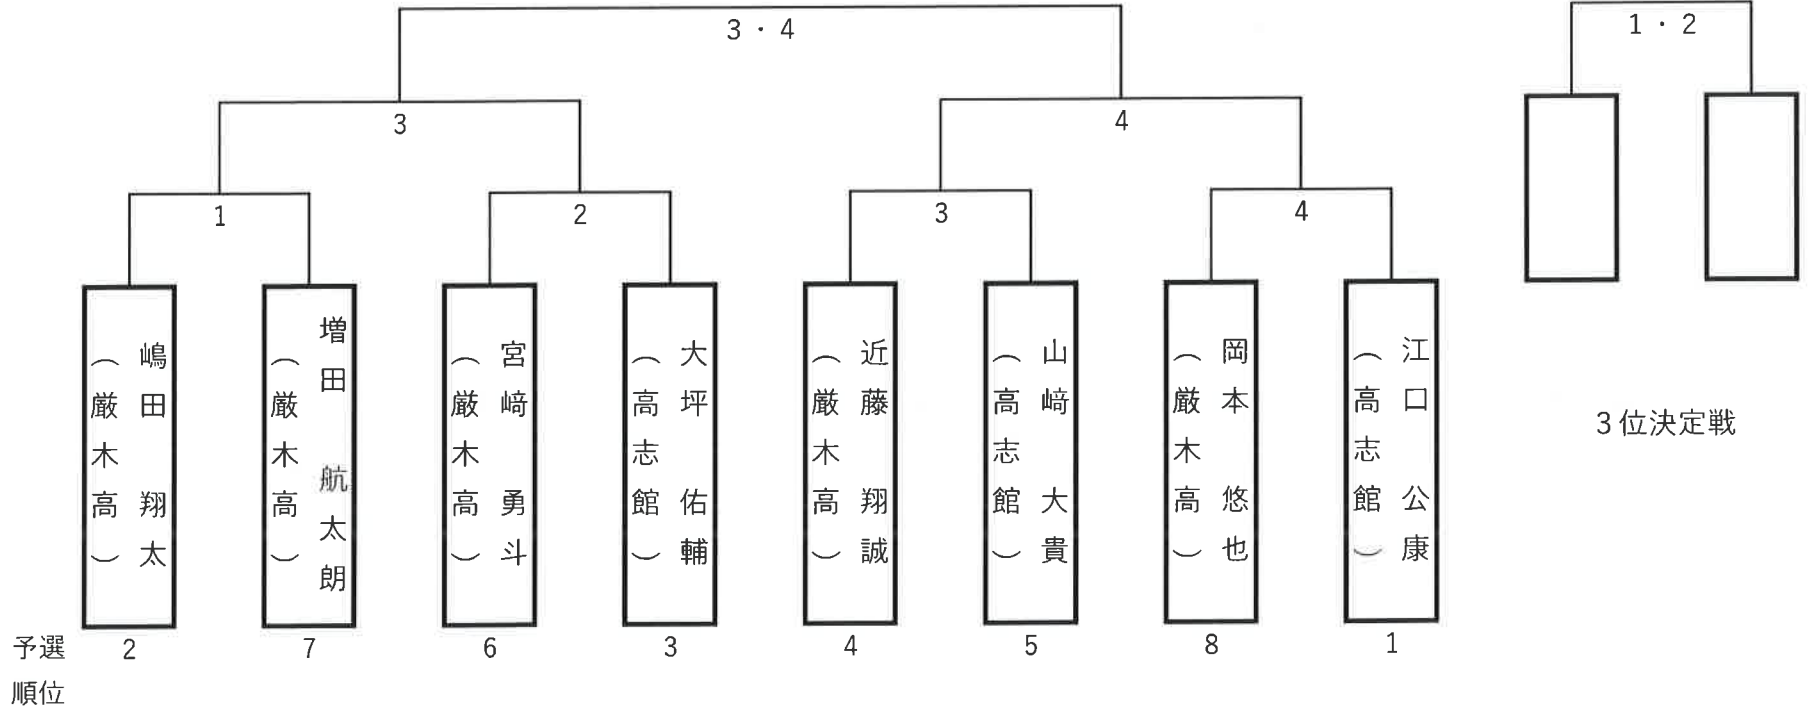 3・4
1・2
3
4
1
2
3
4
嶋田 翔太
(厳木高)
増田 航太朗
(厳木高)
宮﨑 勇斗
(厳木高)
大坪 佑輔
(高志館)
近藤 翔誠
(厳木高)
山﨑 大貴
(高志館)
岡本 悠也
(厳木高)
江口 公康
(高志館)
3位決定戦
予選 2 7 6 3 4 5 8 1
順位